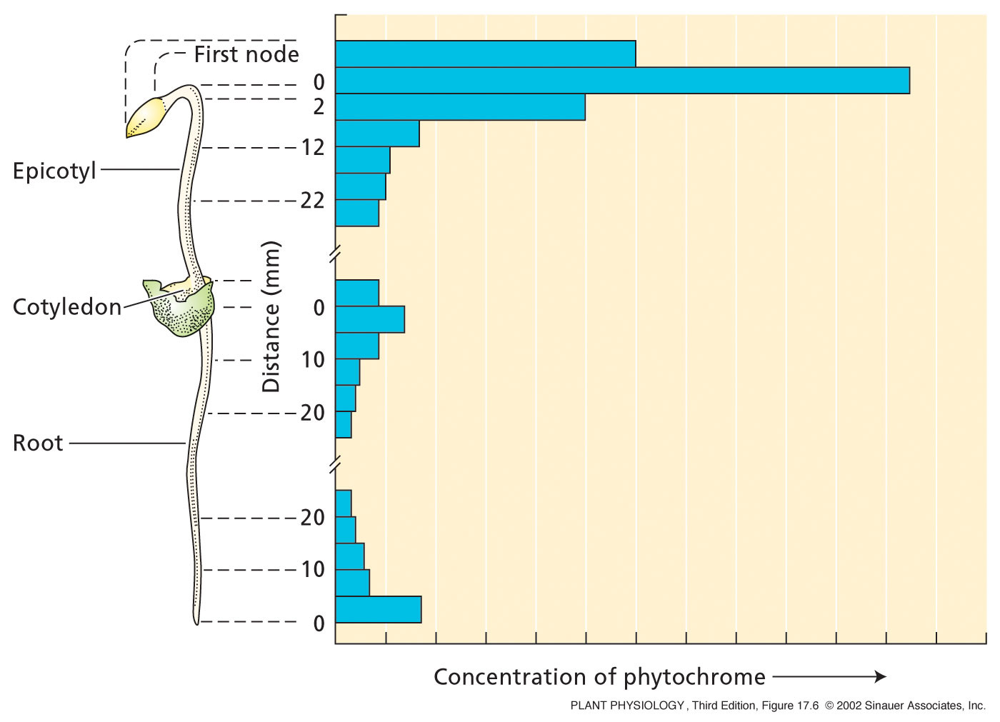 First node
0
2
12
Epicotyl
22
Distance (mm)
Cotyledon
0
10
20
Root
20
10
0
Concentration of phytochrome
PLANT PHYSIOLOGY, Third Edition, Figure 17.6 © 2002 Sinauer Associates, Inc.